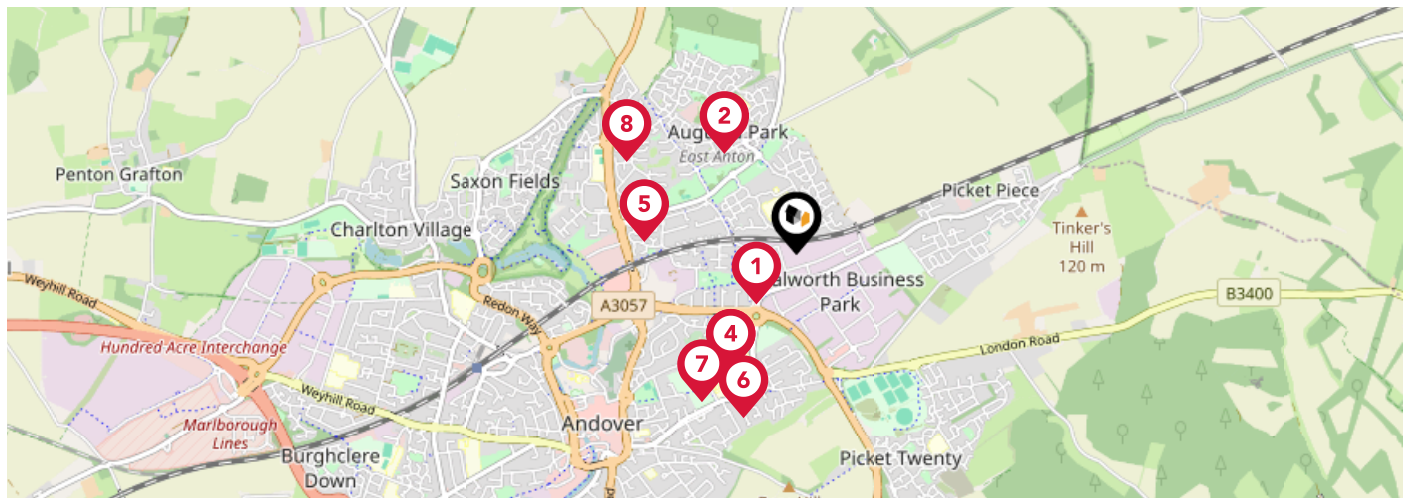 8
2
Augusta Park
East Anton
Penton Grafton
Saxon Fields
Picket Piece
5
Charlton Village
Tinker's
Hill
120 m
1
Walworth Business
Park
Weyhill Road
Redon Way
A3057
B3400
4
London Road
Hundred Acre Interchange
7
6
Weyhill Road
Marlborough
Lines
Andover
Burghclere
Down
Picket Twenty